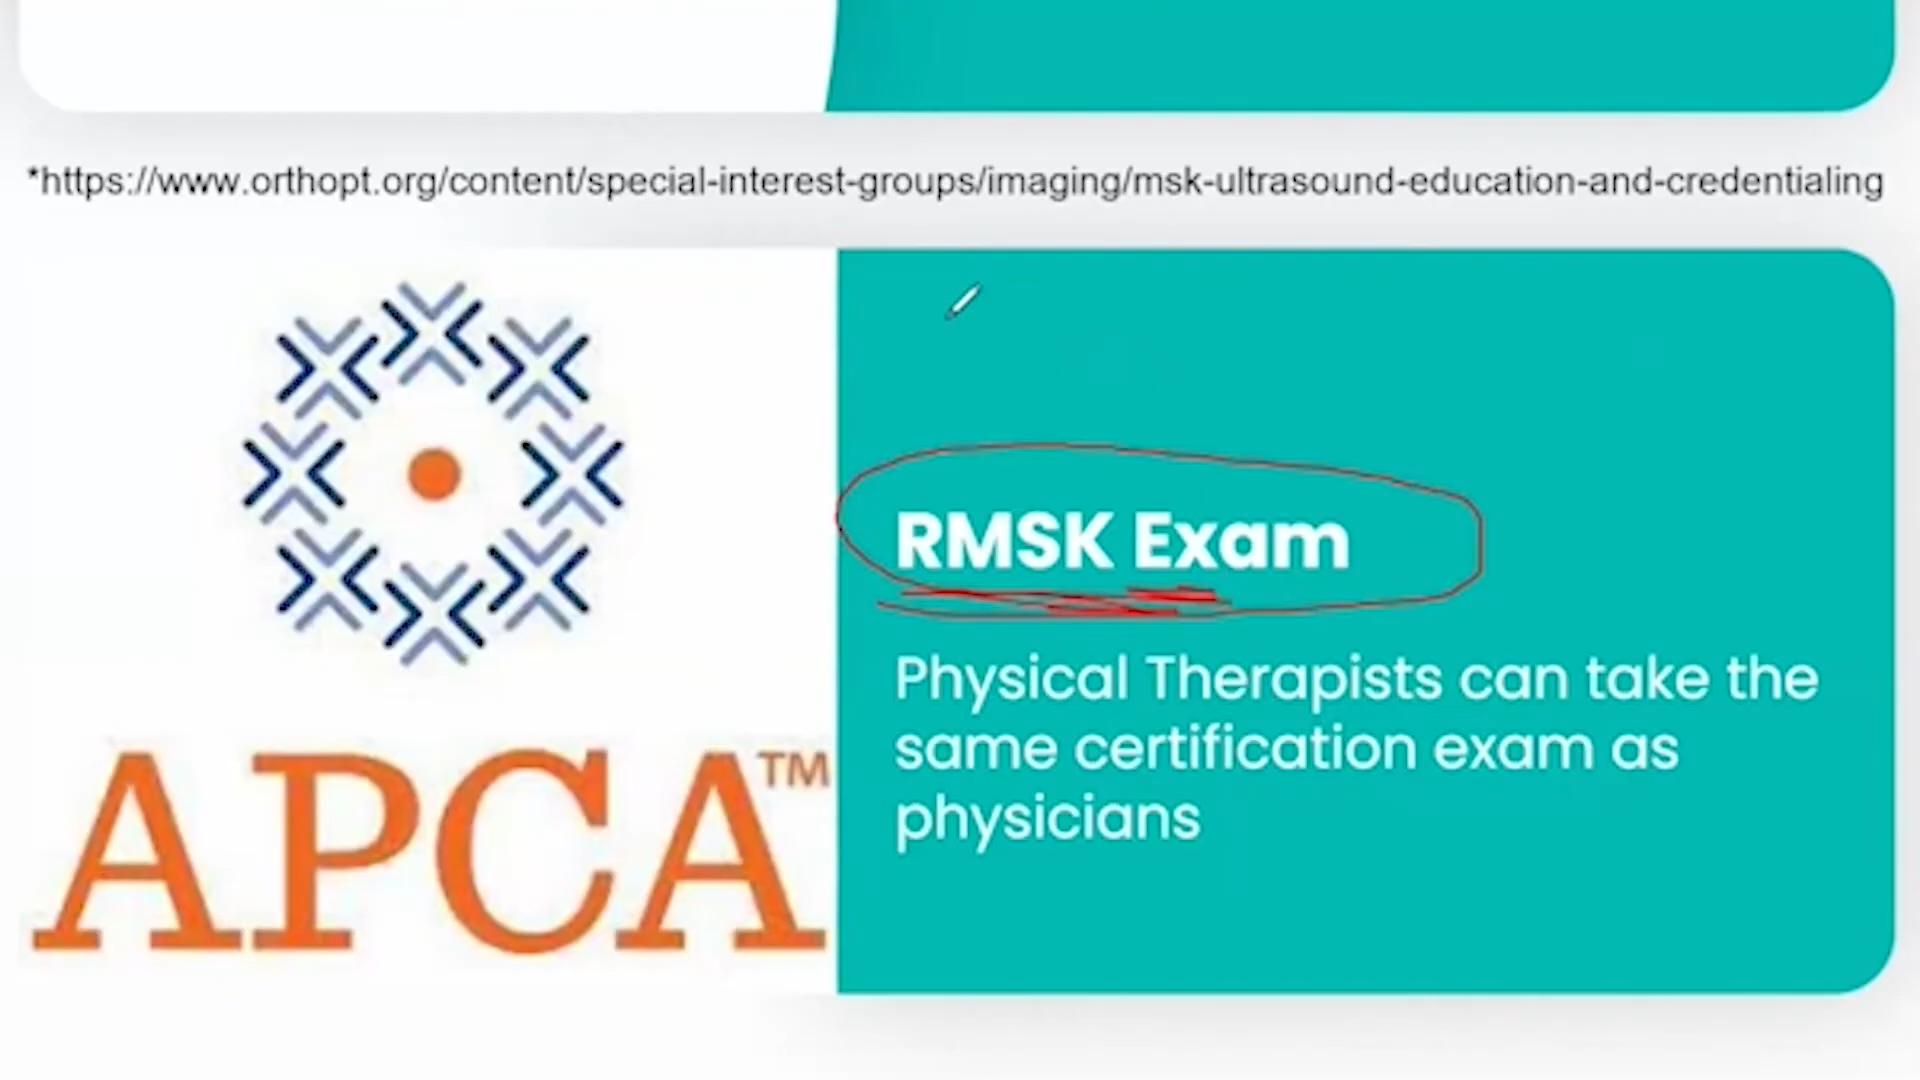 *https://www.orthopt.org/content/special-interest-groups/imaging/msk-ultrasound-education-and-credentialing
APCA™
RMSK Exam
Physical Therapists can take the
same certification exam as
physicians